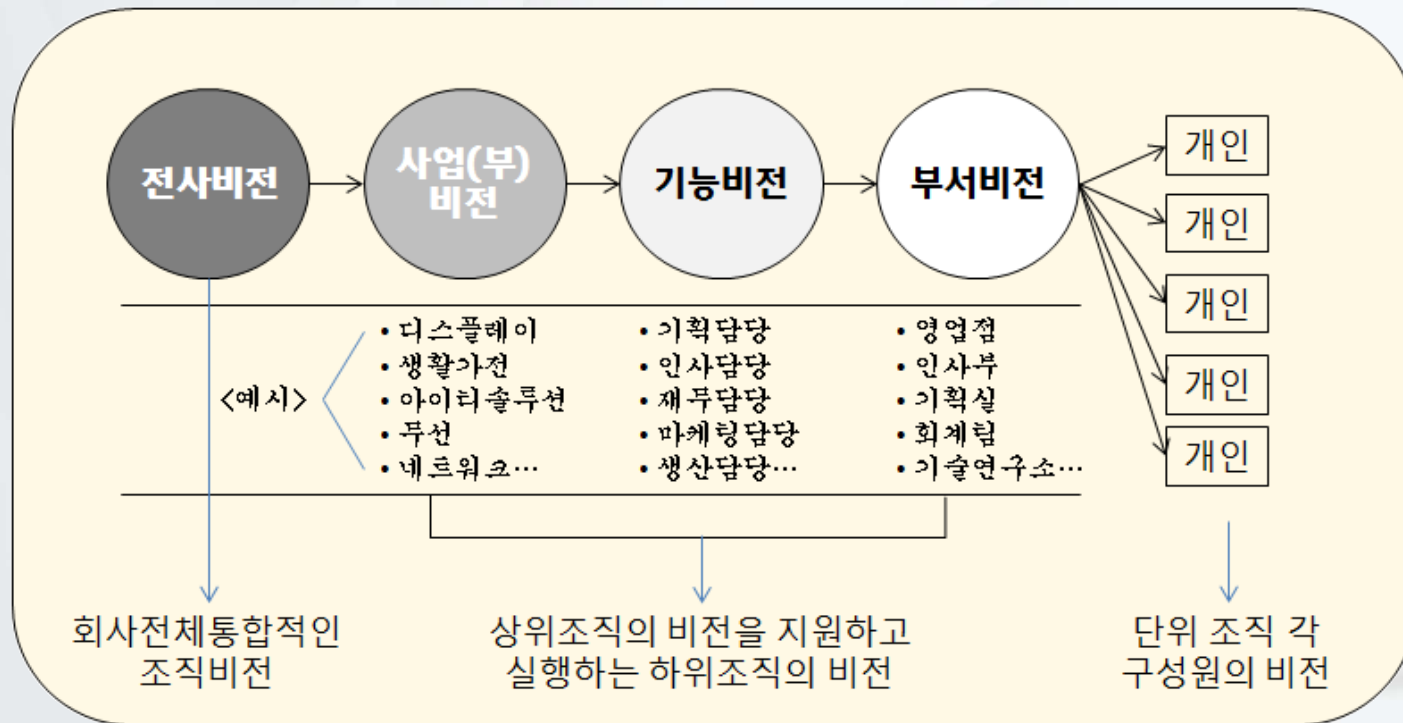 전사비전
사업(부)
비전
기능비전
부서비전
개인
개인
개인
개인
개인
<예시>
• 디스플레이
• 생활가전
• 아이티솔루션
• 무선
• 네트워크…
• 기획담당
• 인사담당
• 재무담당
• 마케팅담당
• 생산담당…
• 영업점
• 인사부
• 기획실
• 회계팀
• 기술연구소…
회사전체통합적인
조직비전
상위조직의 비전을 지원하고
실행하는 하위조직의 비전
단위 조직 각
구성원의 비전